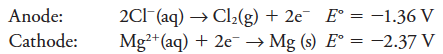 Anode: 2Cl⁻(aq) → Cl₂(g) + 2e⁻ E° = −1.36 V
Cathode: Mg²⁺(aq) + 2e⁻ → Mg (s) E° = −2.37 V